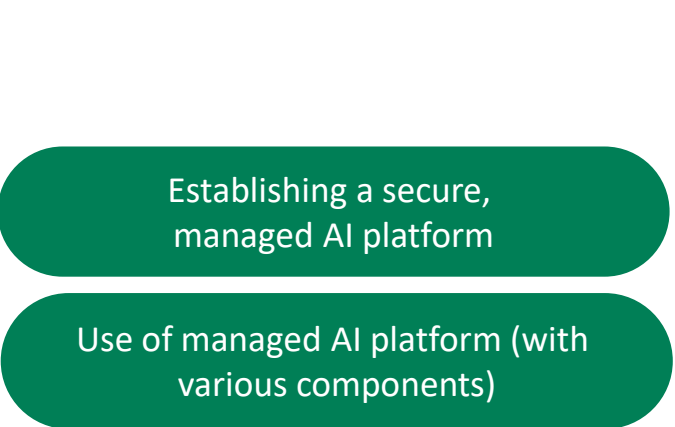 Establishing a secure,
managed AI platform
Use of managed AI platform (with
various components)